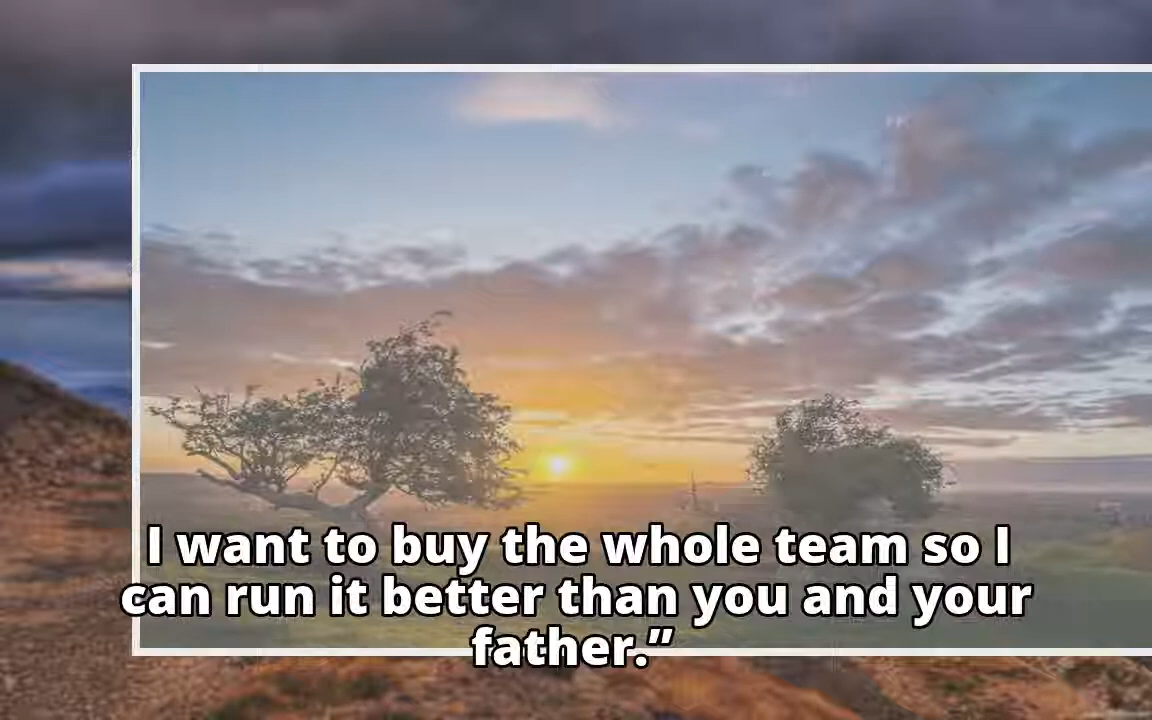 I want to buy the whole team so I
can run it better than you and your
father.”